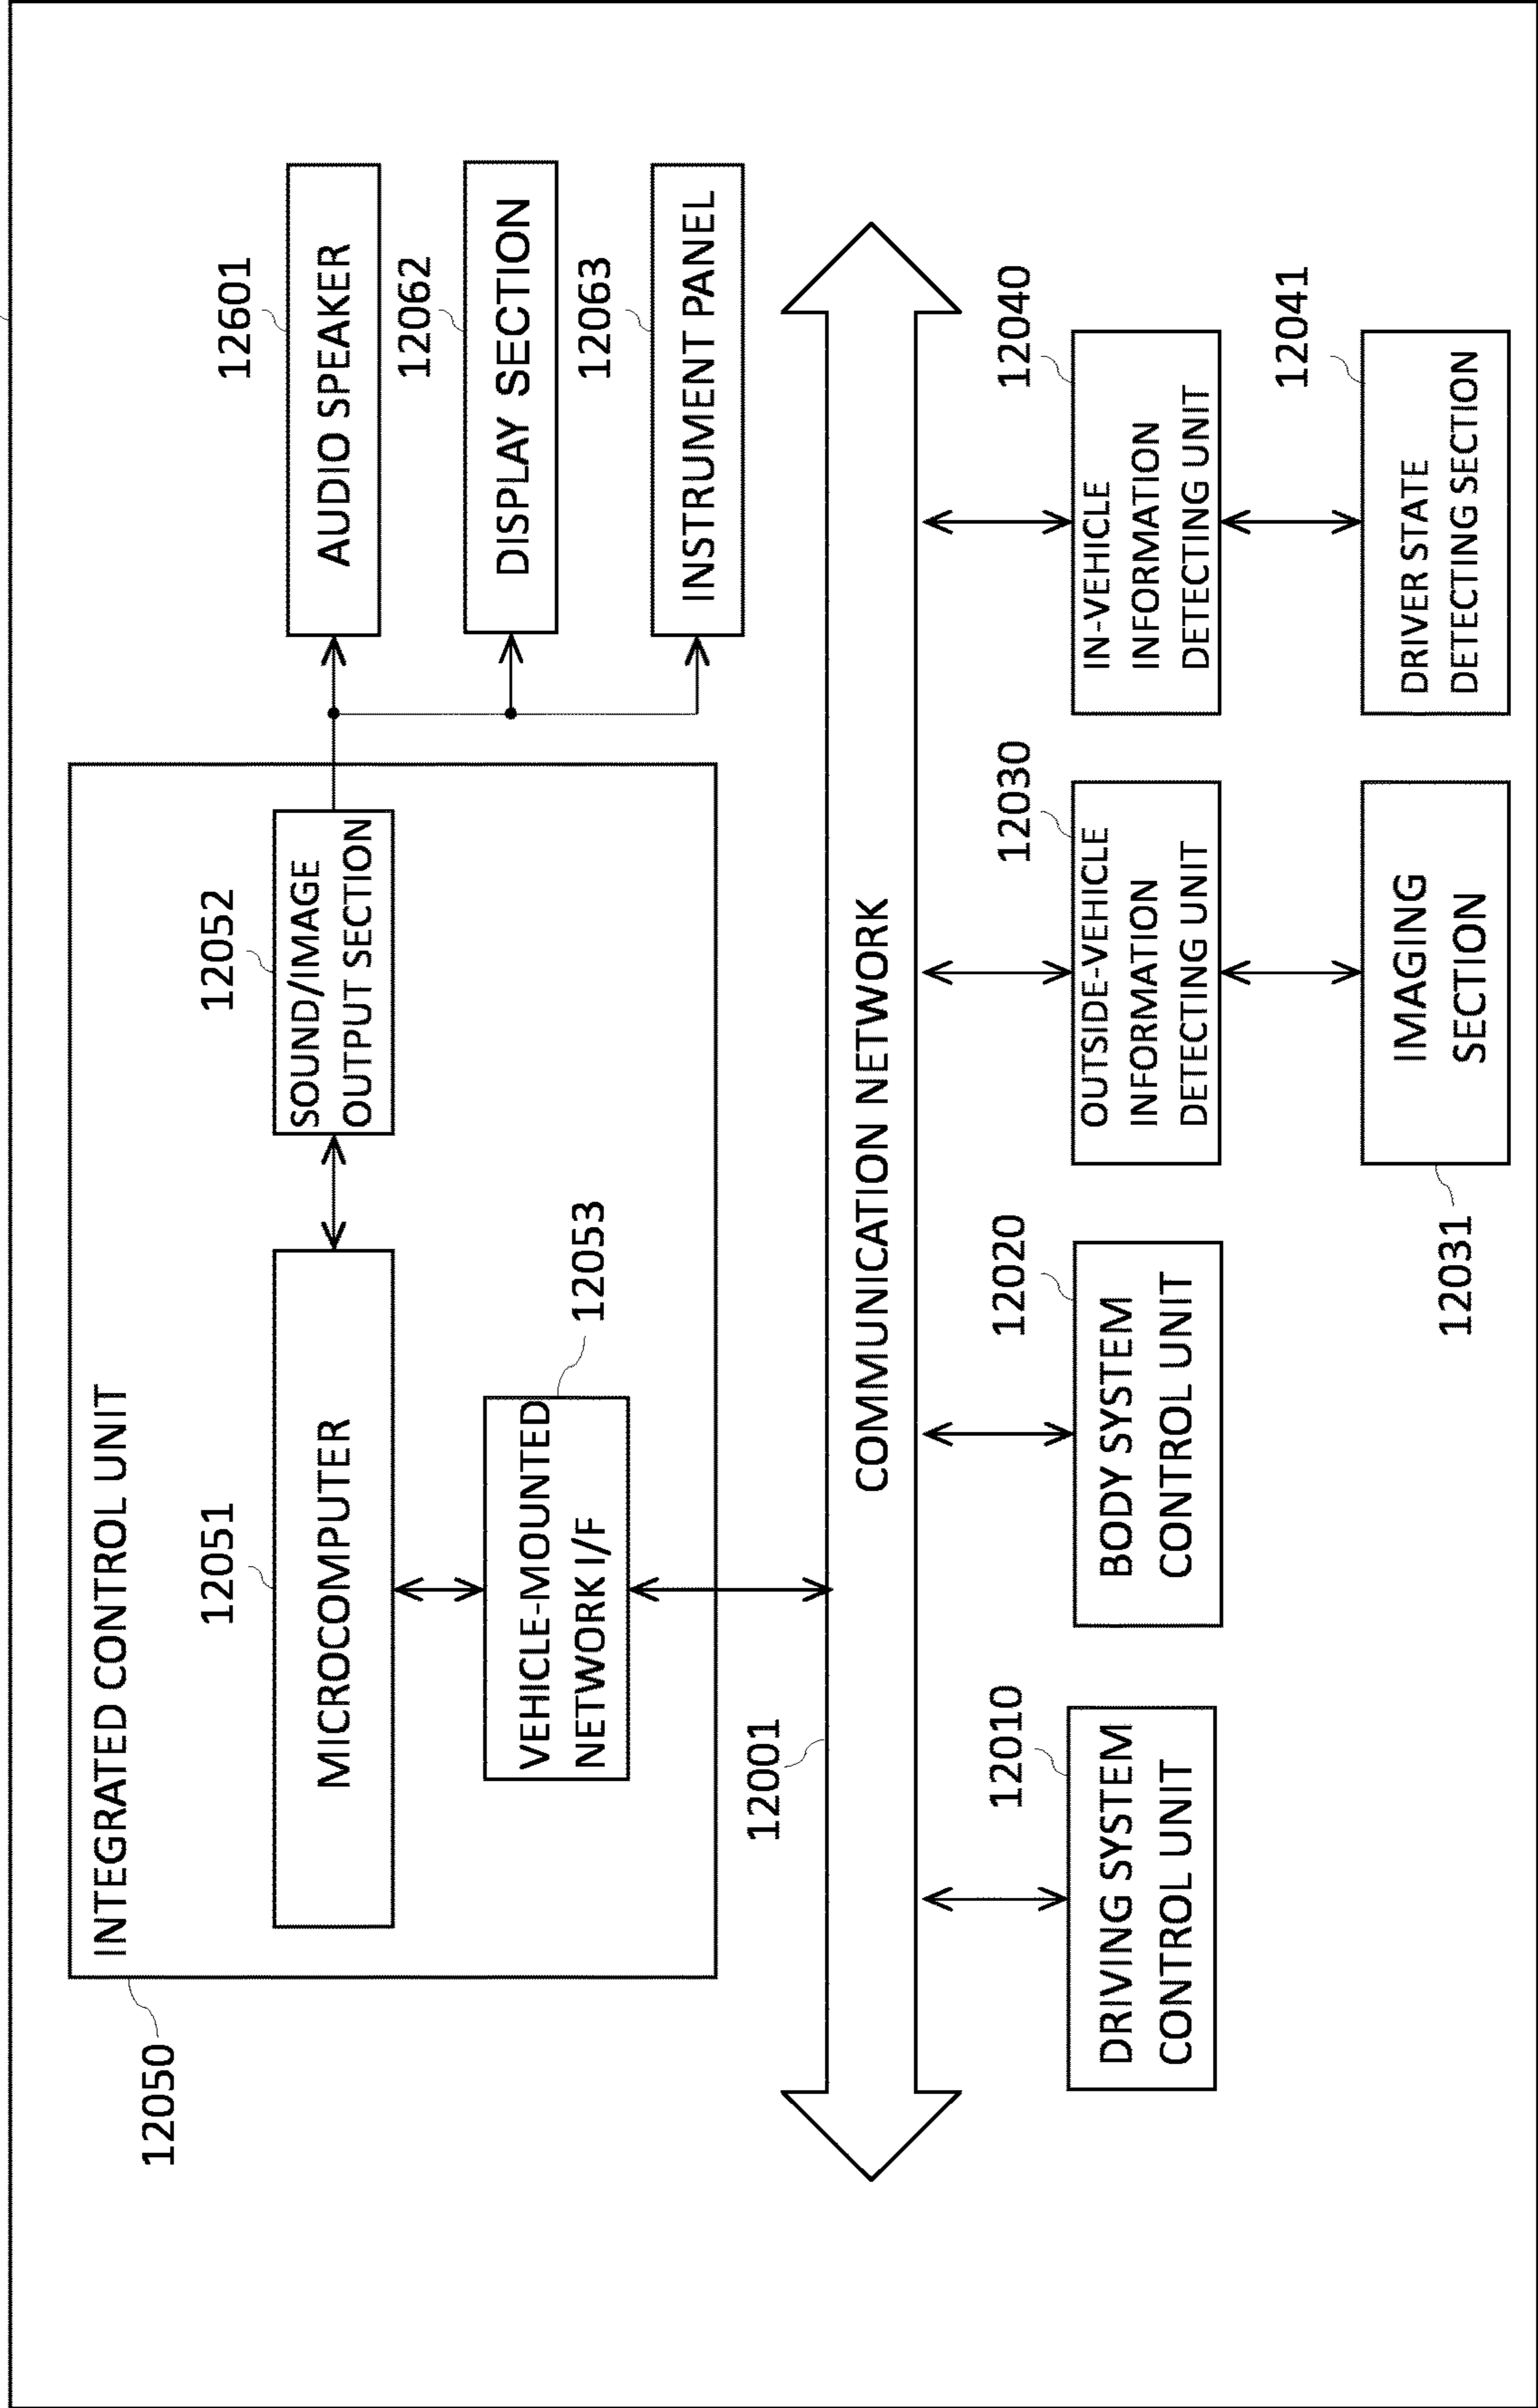 12050
INTEGRATED CONTROL UNIT
12051
MICROCOMPUTER
12052
SOUND/IMAGE
OUTPUT SECTION
12053
VEHICLE-MOUNTED
NETWORK I/F
12601
AUDIO SPEAKER
12062
DISPLAY SECTION
12063
INSTRUMENT PANEL
12001
COMMUNICATION NETWORK
12010
DRIVING SYSTEM
CONTROL UNIT
12020
BODY SYSTEM
CONTROL UNIT
12030
OUTSIDE-VEHICLE
INFORMATION
DETECTING UNIT
12040
IN-VEHICLE
INFORMATION
DETECTING UNIT
12031
IMAGING
SECTION
12041
DRIVER STATE
DETECTING SECTION